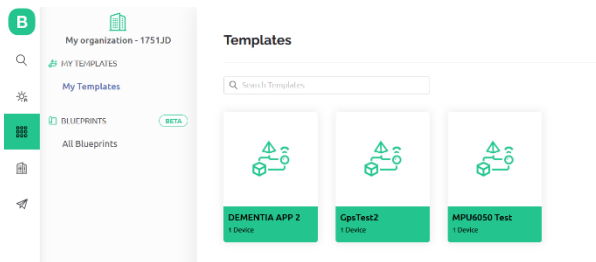 B
My organization - 1751JD
MY TEMPLATES
My Templates
BLUEPRINTS
BETA
All Blueprints
Templates
Search Templates
DEMENTIA APP 2
1 Device
GpsTest2
1 Device
MPU6050 Test
1 Device